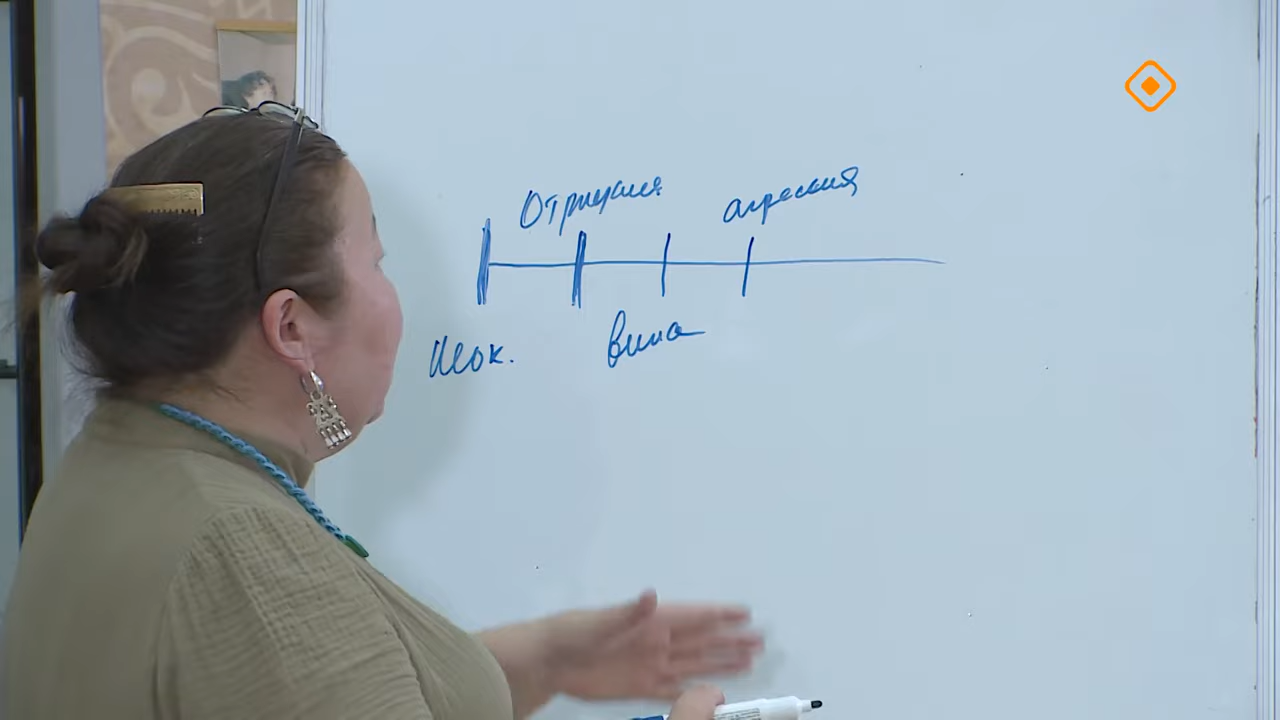 Отрицание
агрессия
Шок.
вина